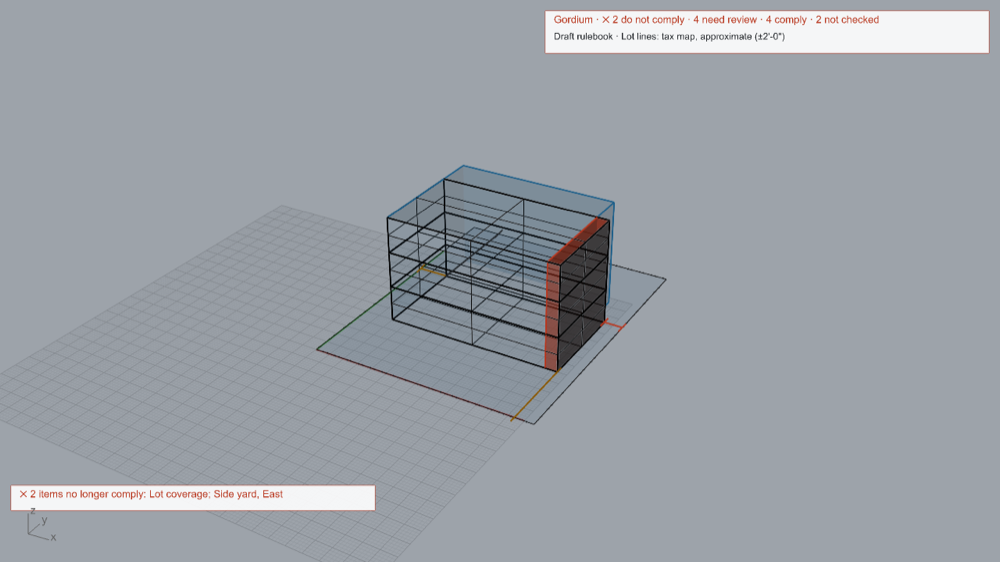 Gordium · ✕ 2 do not comply · 4 need review · 4 comply · 2 not checked
Draft rulebook · Lot lines: tax map, approximate (±2'-0")
✕ 2 items no longer comply: Lot coverage; Side yard, East
z
y
x